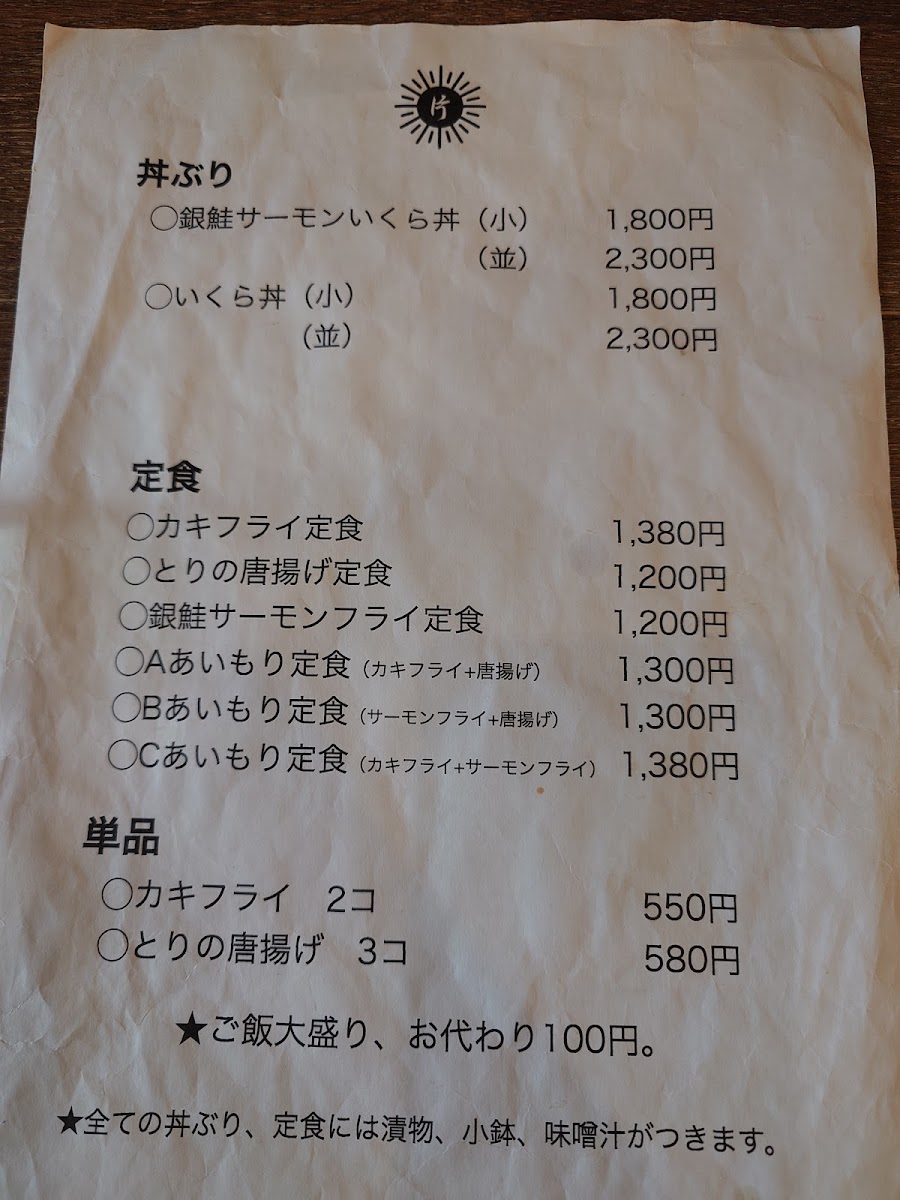 片
丼ぶり
◯銀鮭サーモンいくら丼（小） 1,800円
（並） 2,300円
◯いくら丼（小） 1,800円
（並） 2,300円
定食
◯カキフライ定食 1,380円
◯とりの唐揚げ定食 1,200円
◯銀鮭サーモンフライ定食 1,200円
◯Aあいもり定食（カキフライ+唐揚げ） 1,300円
◯Bあいもり定食（サーモンフライ+唐揚げ） 1,300円
◯Cあいもり定食（カキフライ+サーモンフライ） 1,380円
単品
◯カキフライ　2コ 550円
◯とりの唐揚げ　3コ 580円
★ご飯大盛り、お代わり100円。
★全ての丼ぶり、定食には漬物、小鉢、味噌汁がつきます。